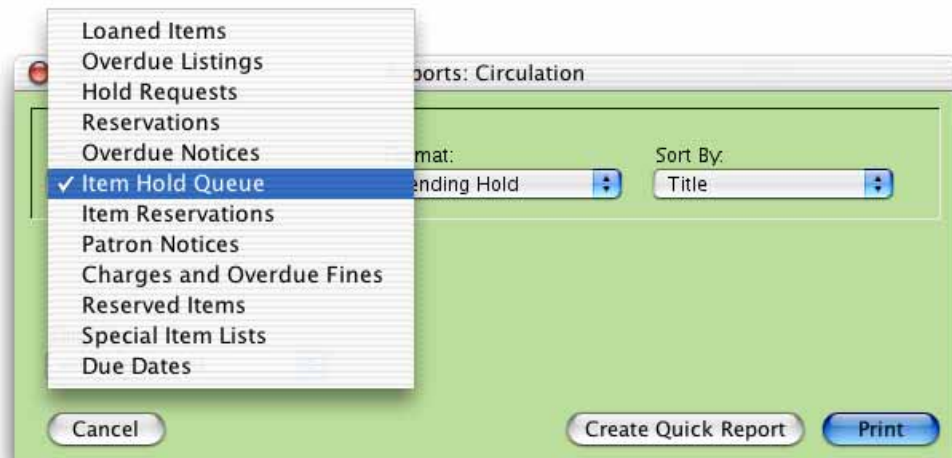 Loaned Items
Overdue Listings
Hold Requests
Reservations
Overdue Notices
✓ Item Hold Queue
Item Reservations
Patron Notices
Charges and Overdue Fines
Reserved Items
Special Item Lists
Due Dates
ports: Circulation
mat:
ending Hold
Sort By:
Title
Cancel
Create Quick Report
Print